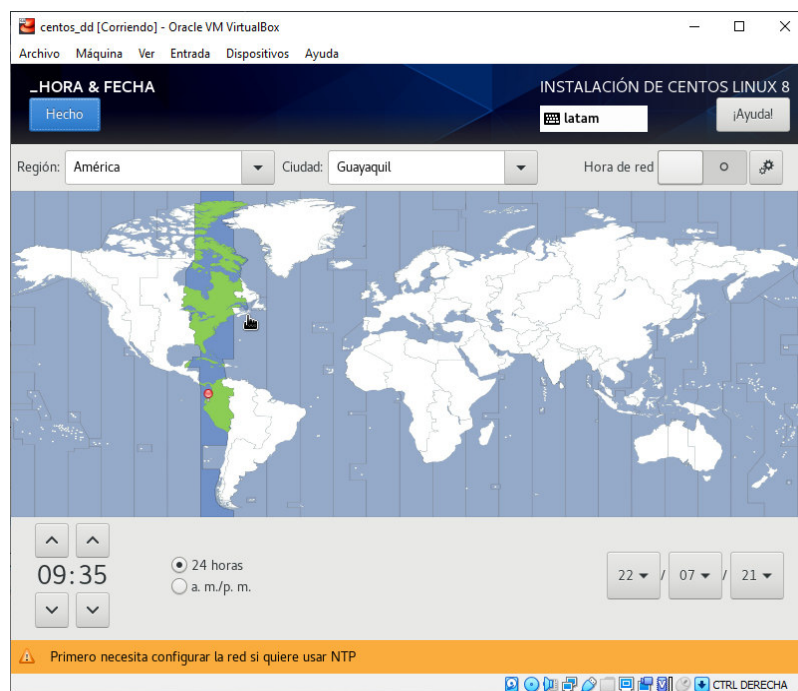 centos_dd [Corriendo] - Oracle VM VirtualBox
Archivo Máquina Ver Entrada Dispositivos Ayuda
_HORA & FECHA
INSTALACIÓN DE CENTOS LINUX 8
Hecho
latam
¡Ayuda!
Región: América Ciudad: Guayaquil Hora de red
09:35
24 horas
a. m./p. m.
22 / 07 / 21
Primero necesita configurar la red si quiere usar NTP
CTRL DERECHA